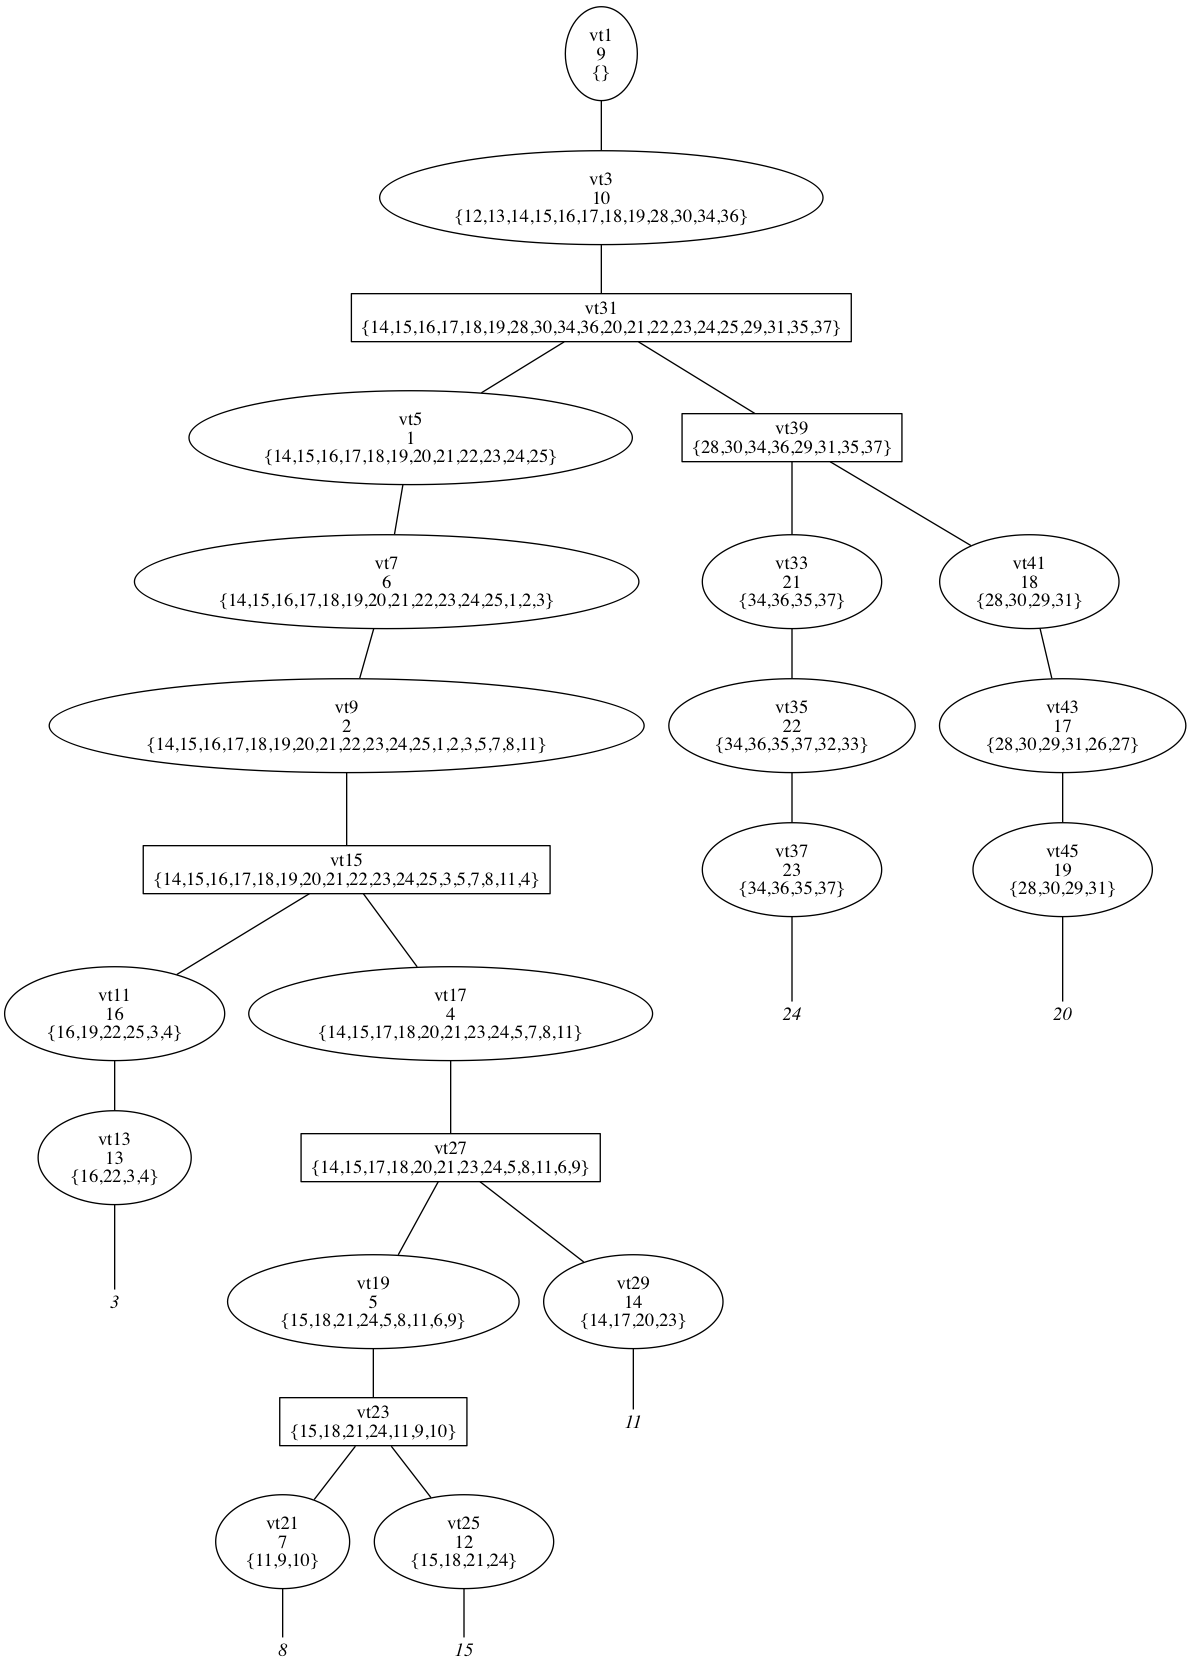 vt1
9
{}
vt3
10
{12,13,14,15,16,17,18,19,28,30,34,36}
vt31
{14,15,16,17,18,19,28,30,34,36,20,21,22,23,24,25,29,31,35,37}
vt5
1
{14,15,16,17,18,19,20,21,22,23,24,25}
vt39
{28,30,34,36,29,31,35,37}
vt7
6
{14,15,16,17,18,19,20,21,22,23,24,25,1,2,3}
vt33
21
{34,36,35,37}
vt41
18
{28,30,29,31}
vt9
2
{14,15,16,17,18,19,20,21,22,23,24,25,1,2,3,5,7,8,11}
vt35
22
{34,36,35,37,32,33}
vt43
17
{28,30,29,31,26,27}
vt15
{14,15,16,17,18,19,20,21,22,23,24,25,3,5,7,8,11,4}
vt37
23
{34,36,35,37}
vt45
19
{28,30,29,31}
vt11
16
{16,19,22,25,3,4}
vt17
4
{14,15,17,18,20,21,23,24,5,7,8,11}
24
20
vt13
13
{16,22,3,4}
vt27
{14,15,17,18,20,21,23,24,5,8,11,6,9}
3
vt19
5
{15,18,21,24,5,8,11,6,9}
vt29
14
{14,17,20,23}
vt23
{15,18,21,24,11,9,10}
11
vt21
7
{11,9,10}
vt25
12
{15,18,21,24}
8
15